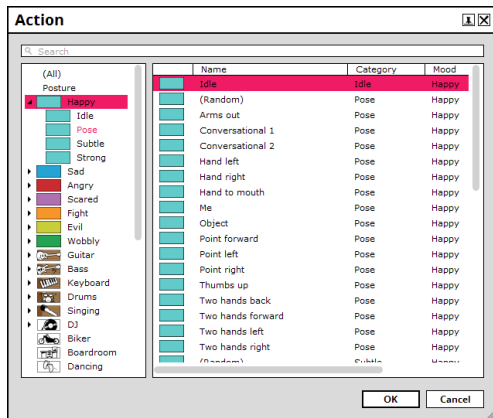 Action
Search
(All)
Posture
Happy
Idle
Pose
Subtle
Strong
Sad
Angry
Scared
Fight
Evil
Wobbly
Guitar
Bass
Keyboard
Drums
Singing
DJ
Biker
Boardroom
Dancing
Name Category Mood
Idle Idle Happy
(Random) Pose Happy
Arms out Pose Happy
Conversational 1 Pose Happy
Conversational 2 Pose Happy
Hand left Pose Happy
Hand right Pose Happy
Hand to mouth Pose Happy
Me Pose Happy
Object Pose Happy
Point forward Pose Happy
Point left Pose Happy
Point right Pose Happy
Thumbs up Pose Happy
Two hands back Pose Happy
Two hands forward Pose Happy
Two hands left Pose Happy
Two hands right Pose Happy
(Random) Subtle Happy
OK Cancel